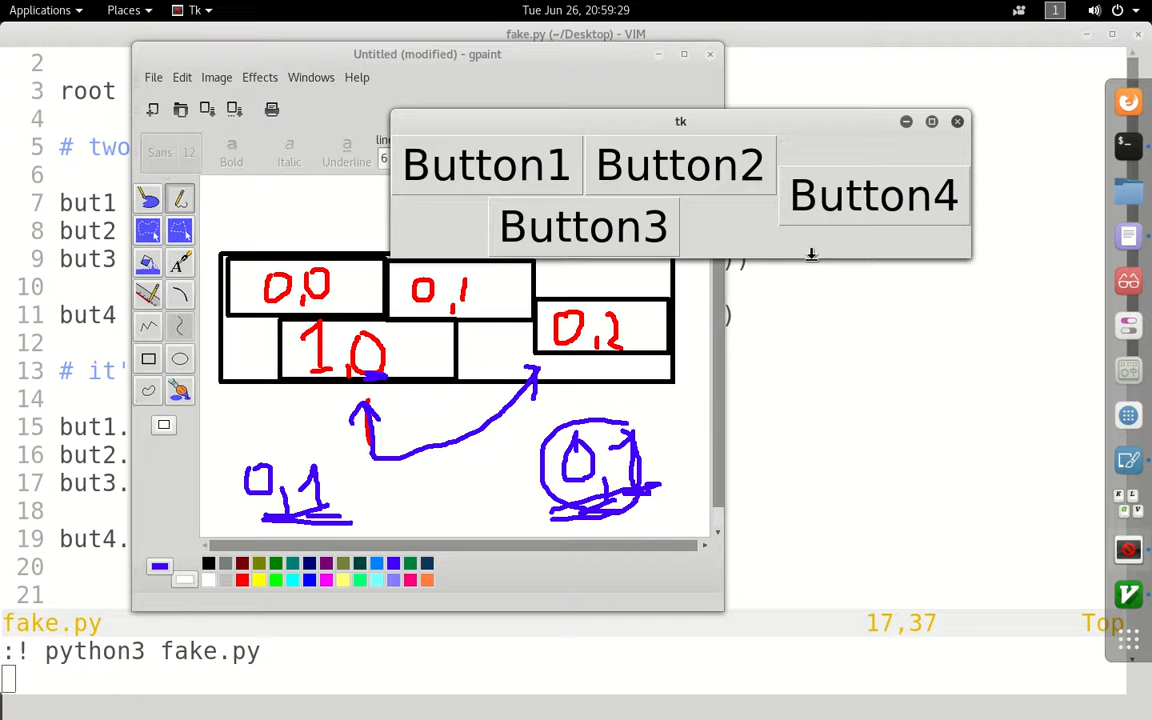 Applications Places Tk Tue Jun 26, 20:59:29 1
fake.py (~/Desktop) - VIM
Untitled (modified) - gpaint
File Edit Image Effects Windows Help
Sans 12 Bold Italic Underline
tk
Button1 Button2
Button4
Button3
0,0 0,1
0,2
1,0
0,1 0,1
2
3 root
4
5 # two
6
7 but1
8 but2
9 but3 ))
10
11 but4 )
12
13 # it'
14
15 but1.
16 but2.
17 but3.
18
19 but4.
20
21
fake.py 17,37 Top
:! python3 fake.py